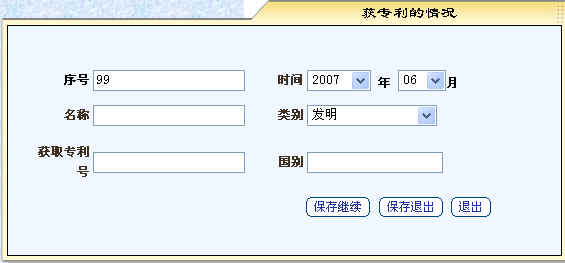 获专利的情况
序号 99 时间 2007 年 06 月
名称 类别 发明
获取专利
号 国别
保存继续 保存退出 退出